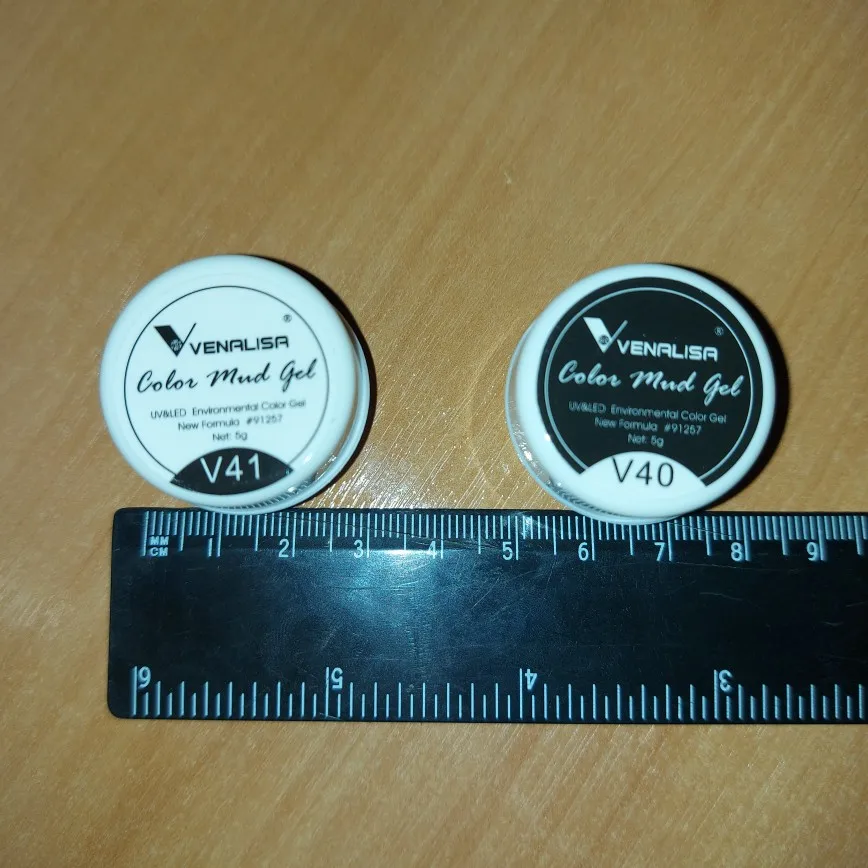 VENALISA ®
Color Mud Gel
UV&LED Environmental Color Gel
New Formula #91257
Net: 5g
V41
VENALISA ®
Color Mud Gel
UV&LED Environmental Color Gel
New Formula #91257
Net: 5g
V40
MM 1 2 3 4 5 6 7 8 9
CM
6 5 4 3